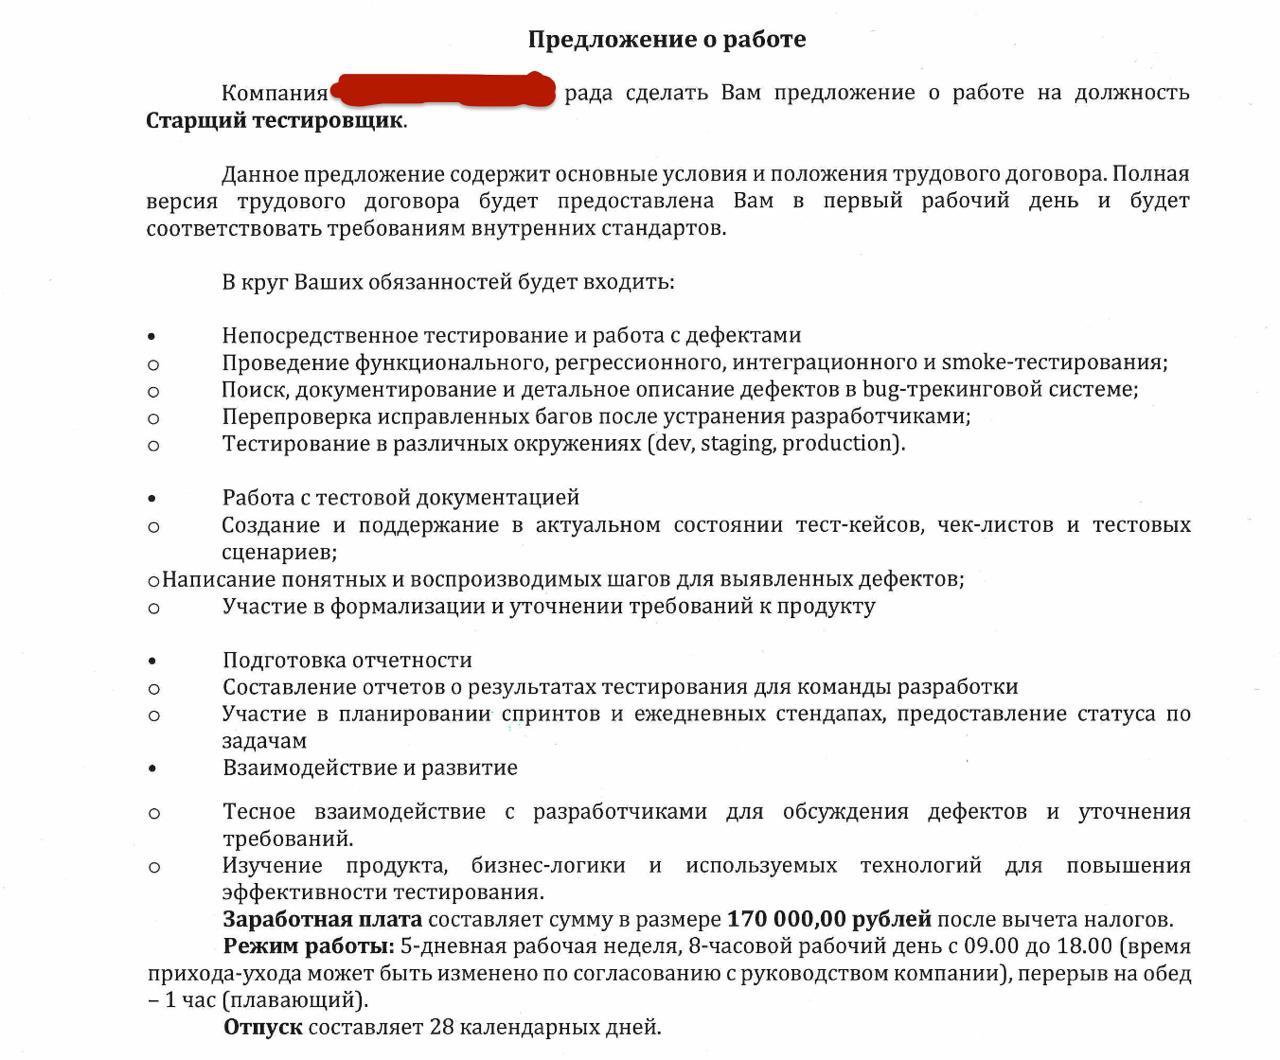 Предложение о работе
Компания рада сделать Вам предложение о работе на должность
Старщий тестировщик.
Данное предложение содержит основные условия и положения трудового договора. Полная
версия трудового договора будет предоставлена Вам в первый рабочий день и будет
соответствовать требованиям внутренних стандартов.
В круг Ваших обязанностей будет входить:
• Непосредственное тестирование и работа с дефектами
o Проведение функционального, регрессионного, интеграционного и smoke-тестирования;
o Поиск, документирование и детальное описание дефектов в bug-трекинговой системе;
o Перепроверка исправленных багов после устранения разработчиками;
o Тестирование в различных окружениях (dev, staging, production).
• Работа с тестовой документацией
o Создание и поддержание в актуальном состоянии тест-кейсов, чек-листов и тестовых
сценариев;
oНаписание понятных и воспроизводимых шагов для выявленных дефектов;
o Участие в формализации и уточнении требований к продукту
• Подготовка отчетности
o Составление отчетов о результатах тестирования для команды разработки
o Участие в планировании спринтов и ежедневных стендапах, предоставление статуса по
задачам
• Взаимодействие и развитие
o Тесное взаимодействие с разработчиками для обсуждения дефектов и уточнения
требований.
o Изучение продукта, бизнес-логики и используемых технологий для повышения
эффективности тестирования.
Заработная плата составляет сумму в размере 170 000,00 рублей после вычета налогов.
Режим работы: 5-дневная рабочая неделя, 8-часовой рабочий день с 09.00 до 18.00 (время
прихода-ухода может быть изменено по согласованию с руководством компании), перерыв на обед
– 1 час (плавающий).
Отпуск составляет 28 календарных дней.